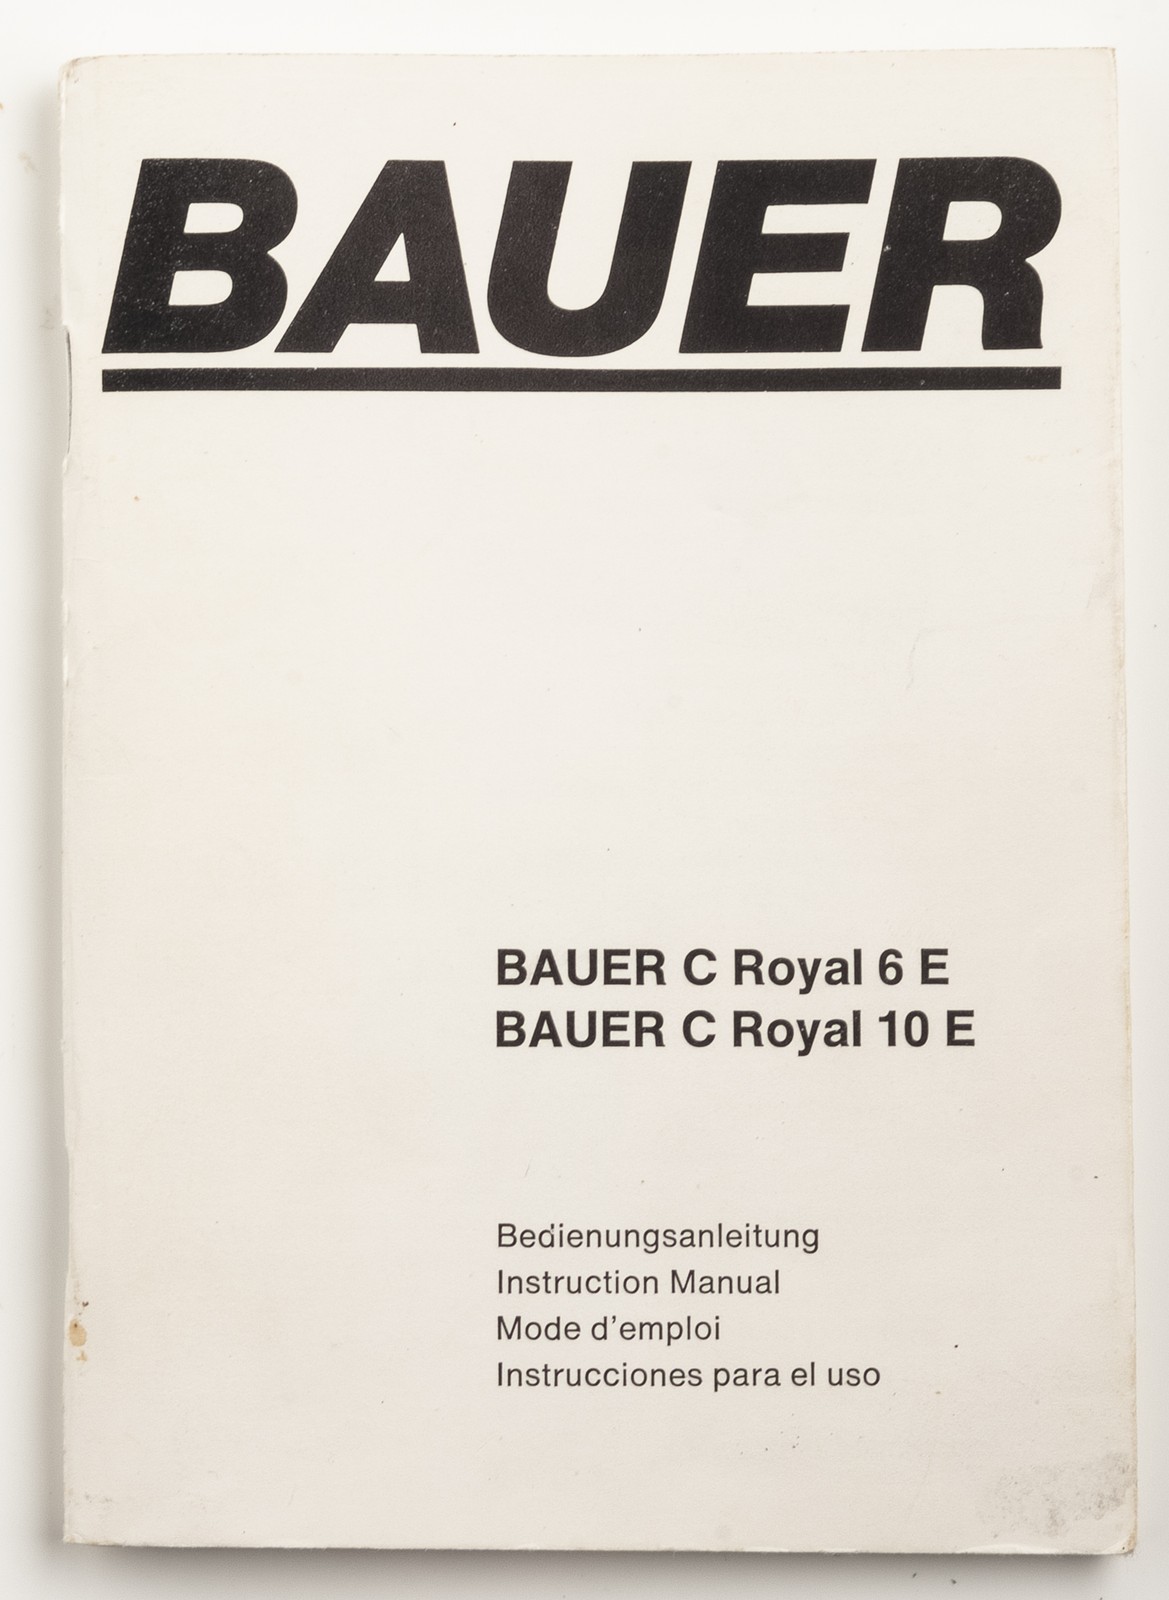 BAUER
BAUER C Royal 6 E
BAUER C Royal 10 E
Bedienungsanleitung
Instruction Manual
Mode d'emploi
Instrucciones para el uso